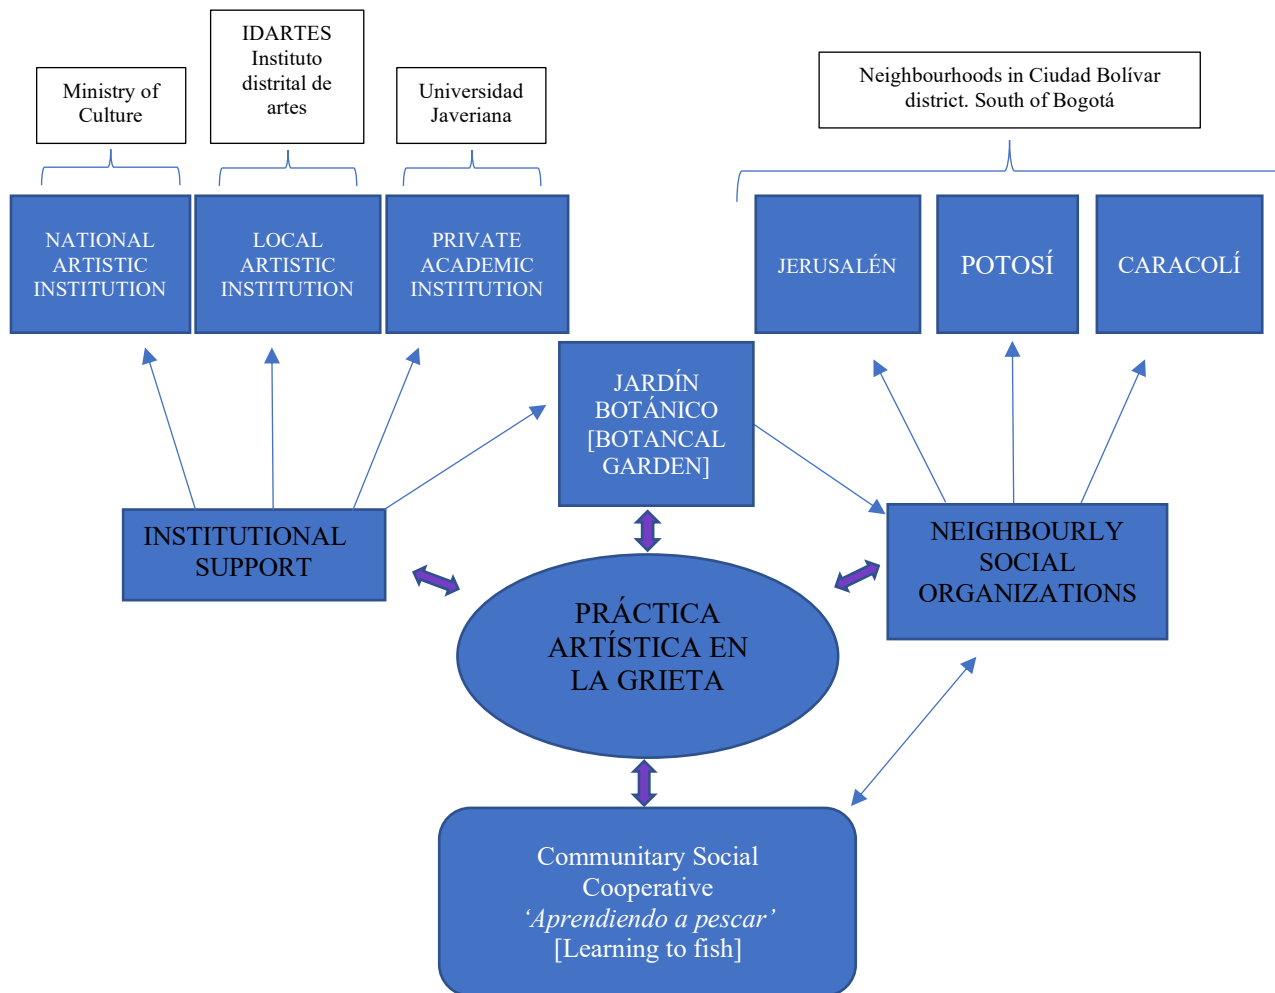 IDARTES
Instituto
distrital de
artes
Ministry of
Culture
Universidad
Javeriana
Neighbourhoods in Ciudad Bolívar
district. South of Bogotá
NATIONAL
ARTISTIC
INSTITUTION
LOCAL
ARTISTIC
INSTITUTION
PRIVATE
ACADEMIC
INSTITUTION
JERUSALÉN
POTOSÍ
CARACOLÍ
JARDÍN
BOTÁNICO
[BOTANCAL
GARDEN]
INSTITUTIONAL
SUPPORT
NEIGHBOURLY
SOCIAL
ORGANIZATIONS
PRÁCTICA
ARTÍSTICA EN
LA GRIETA
Communitary Social
Cooperative
‘Aprendiendo a pescar’
[Learning to fish]